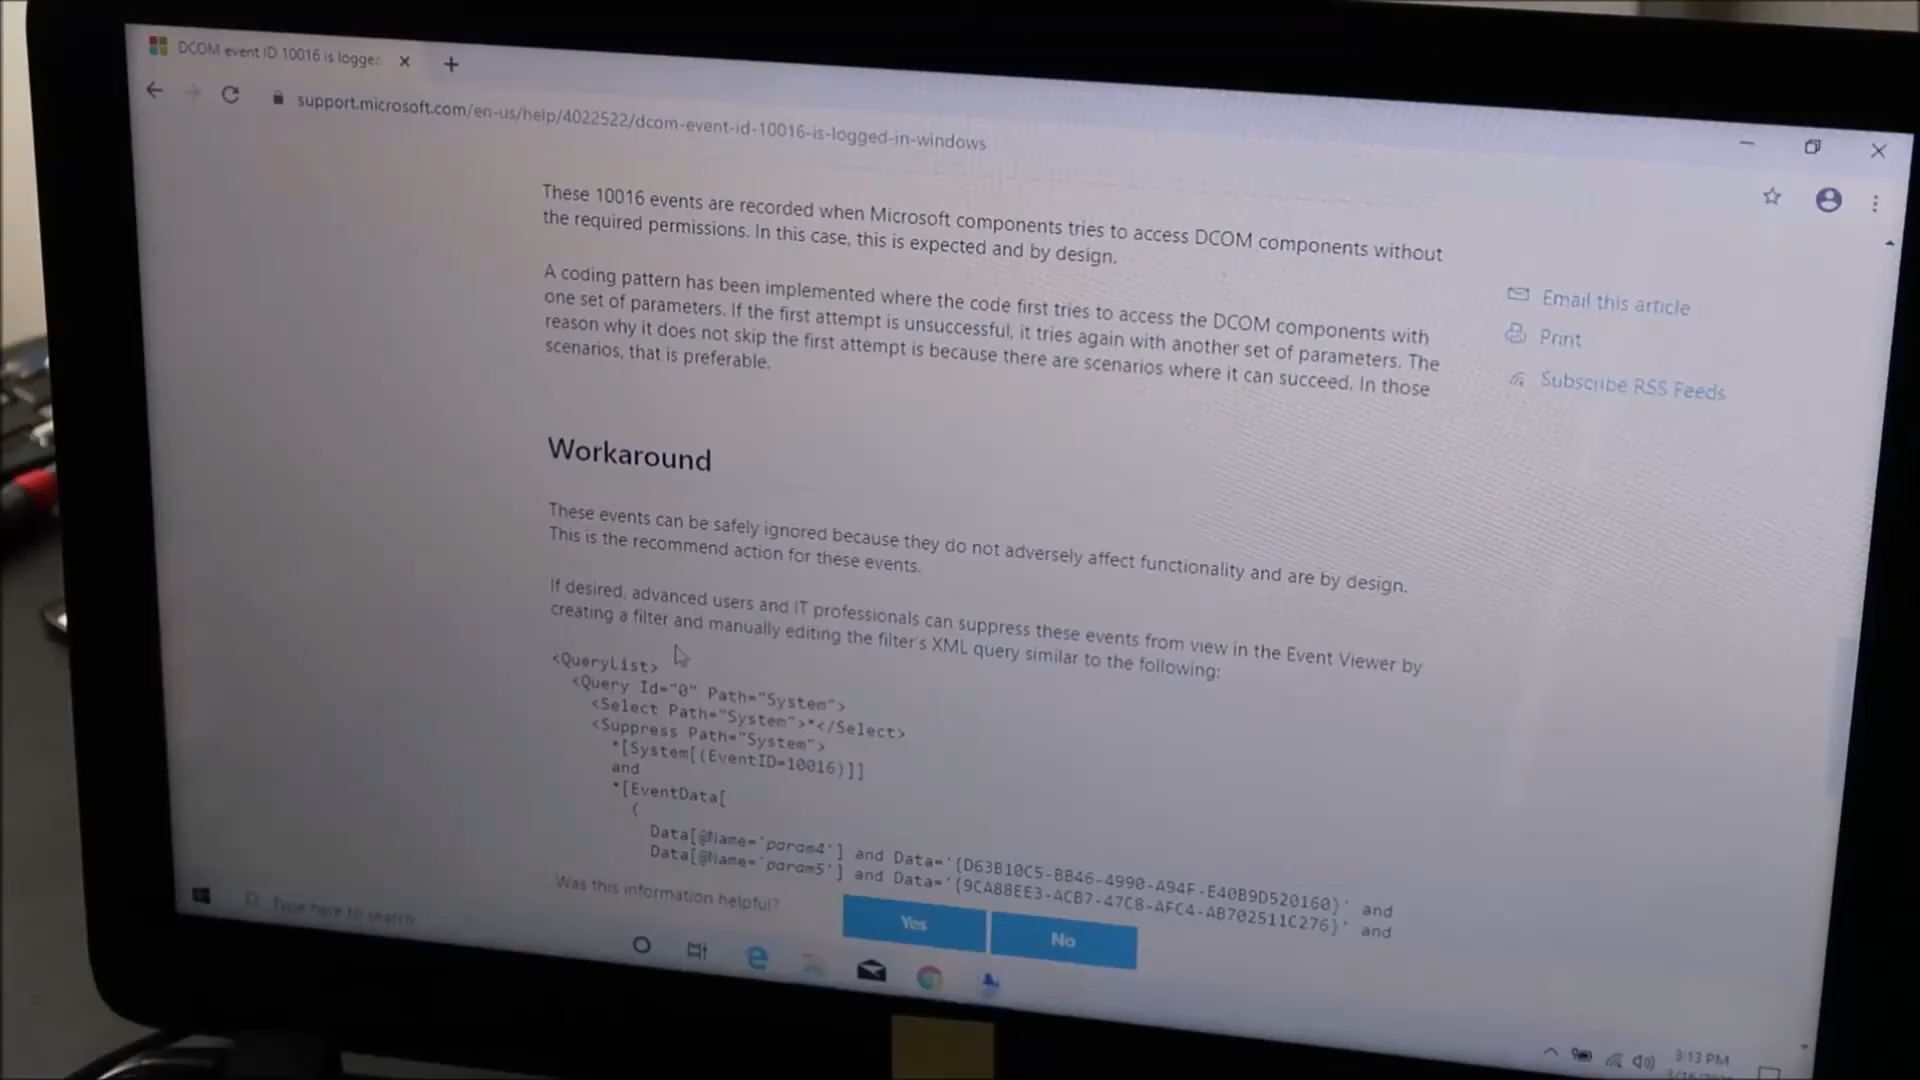 DCOM event ID 10016 is logge
support.microsoft.com/en-us/help/4022522/dcom-event-id-10016-is-logged-in-windows
These 10016 events are recorded when Microsoft components tries to access DCOM components without
the required permissions. In this case, this is expected and by design.
A coding pattern has been implemented where the code first tries to access the DCOM components with
one set of parameters. If the first attempt is unsuccessful, it tries again with another set of parameters. The
reason why it does not skip the first attempt is because there are scenarios where it can succeed. In those
scenarios, that is preferable.
Email this article
Print
Subscribe RSS Feeds
Workaround
These events can be safely ignored because they do not adversely affect functionality and are by design.
This is the recommend action for these events.
If desired, advanced users and IT professionals can suppress these events from view in the Event Viewer by
creating a filter and manually editing the filter's XML query similar to the following:
<QueryList>
<Query Id="0" Path="System">
<Select Path="System">*</Select>
<Suppress Path="System">
*[System[(EventID=10016)]]
and
*[EventData[
(
Data[@Name='param4'] and Data='{D63B10C5-BB46-4990-A94F-E40B9D520160}' and
Data[@Name='param5'] and Data='{9CA88EE3-ACB7-47C8-AFC4-AB702511C276}' and
Was this information helpful?
Yes
No
Type here to search
3:13 PM